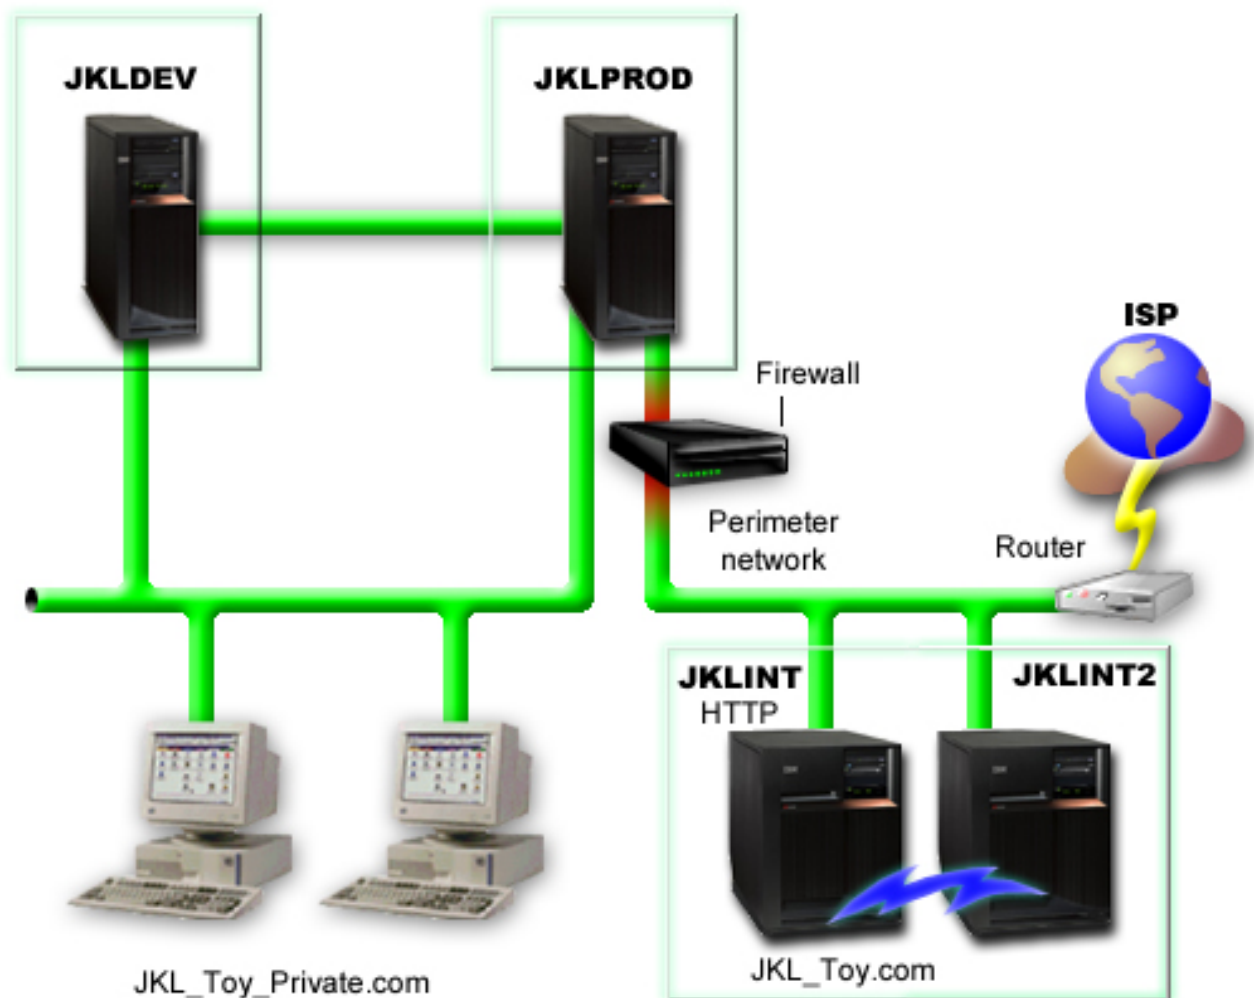 JKLDEV
JKLPROD
ISP
Firewall
Perimeter
network
Router
JKLINT
HTTP
JKLINT2
JKL_Toy.com
JKL_Toy_Private.com